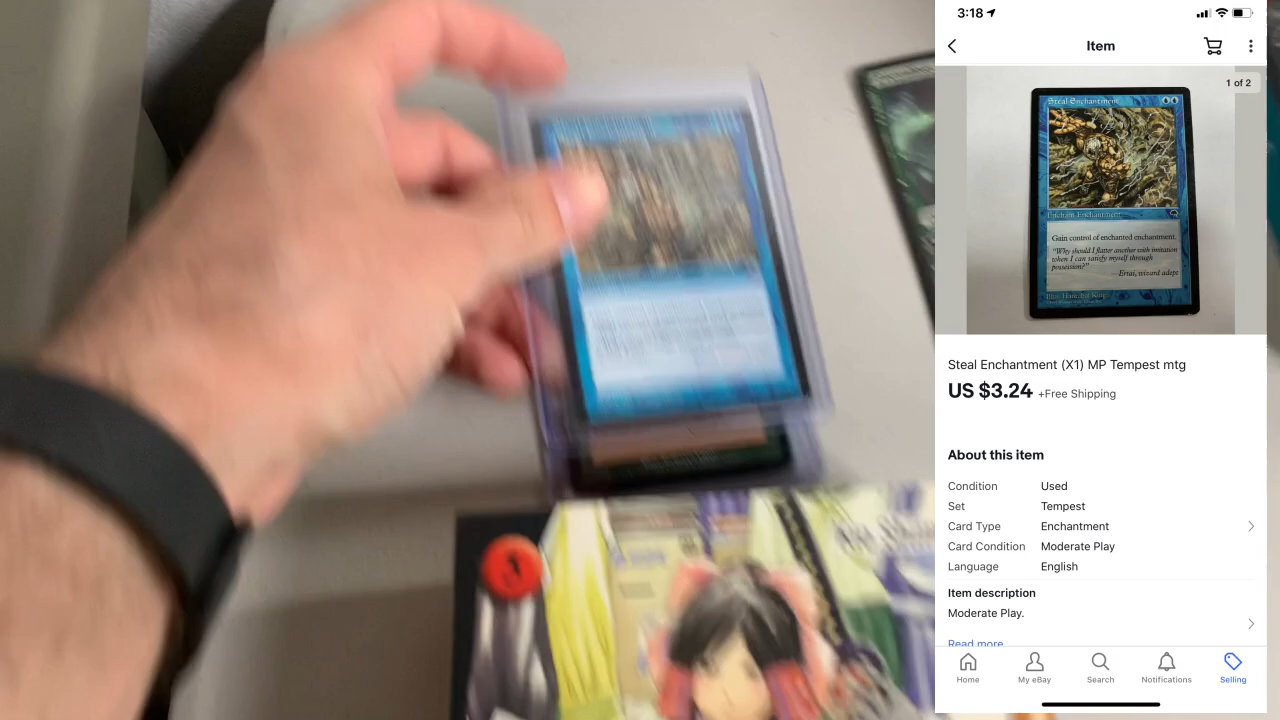 3:18
Item
1 of 2
Steal Enchantment
Enchant Enchantment
Gain control of enchanted enchantment.
"Why should I flatter another with imitation
when I can satisfy myself through
possession?"
—Ertai, wizard adept
Illus. Hannibal King
Steal Enchantment (X1) MP Tempest mtg
US $3.24 +Free Shipping
About this item
Condition Used
Set Tempest
Card Type Enchantment
Card Condition Moderate Play
Language English
Item description
Moderate Play.
Read more
Home My eBay Search Notifications Selling